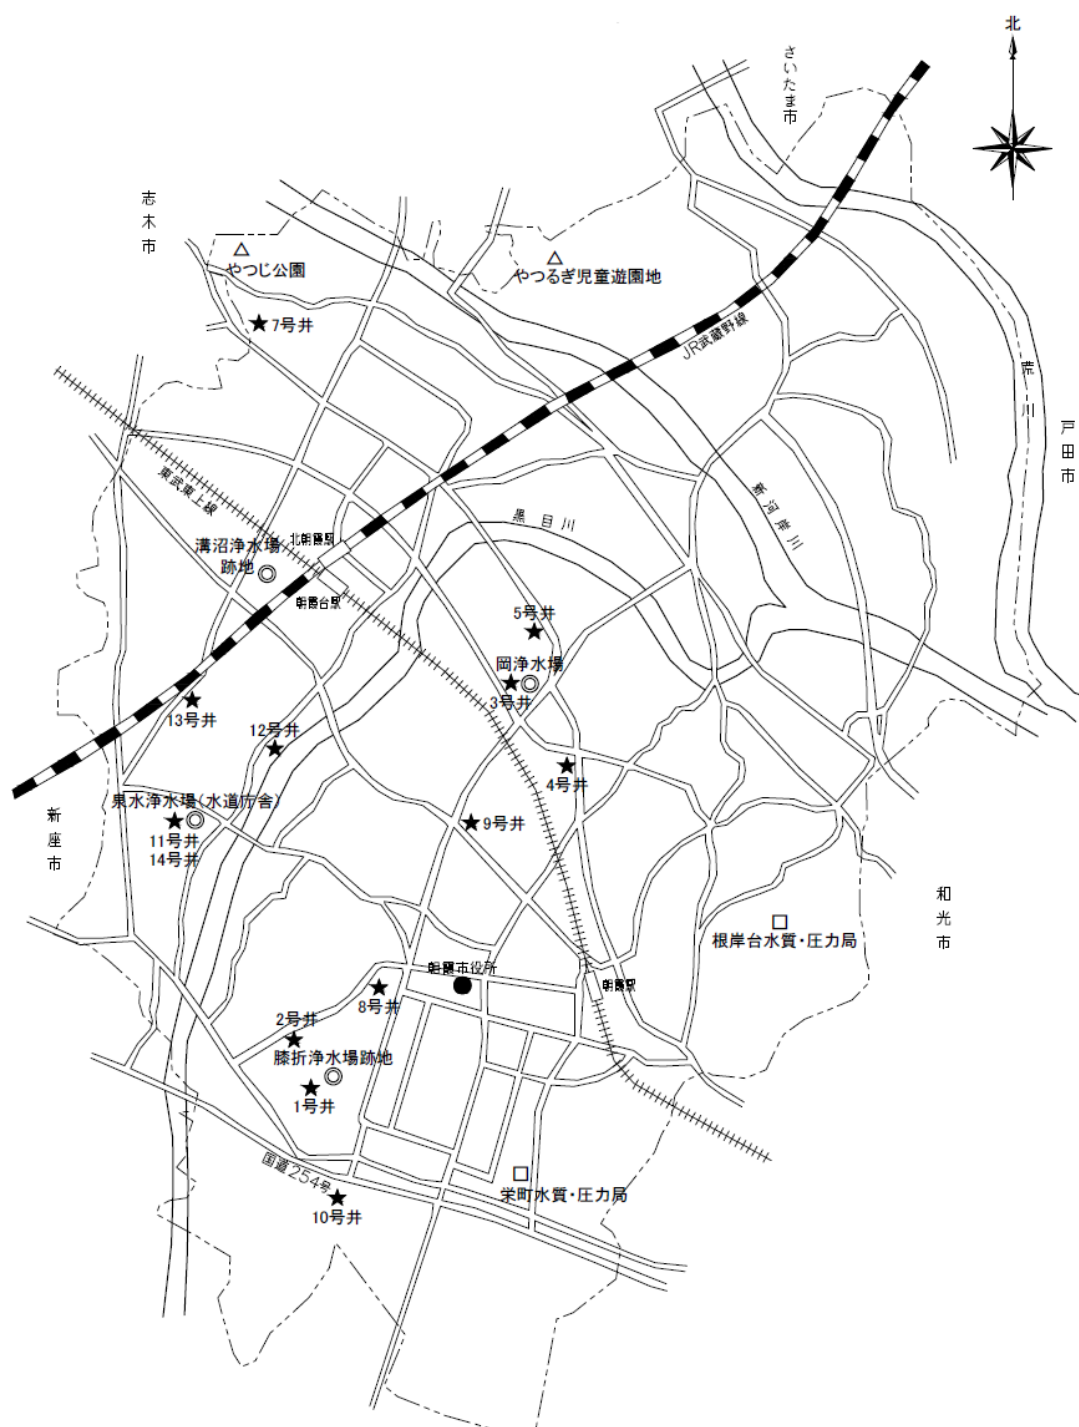 北
さいたま市
志木市
やつじ公園
やつるぎ児童遊園地
7号井
JR武蔵野線
荒川
戸田市
東武東上線
新河岸川
黒目川
北朝霞駅
溝沼浄水場
跡地
朝霞台駅
5号井
岡浄水場
3号井
13号井
12号井
4号井
泉水浄水場(水道庁舎)
新座市
11号井
14号井
9号井
和光市
根岸台水質・圧力局
朝霞市役所
朝霞駅
8号井
2号井
膝折浄水場跡地
1号井
国道254号
栄町水質・圧力局
10号井